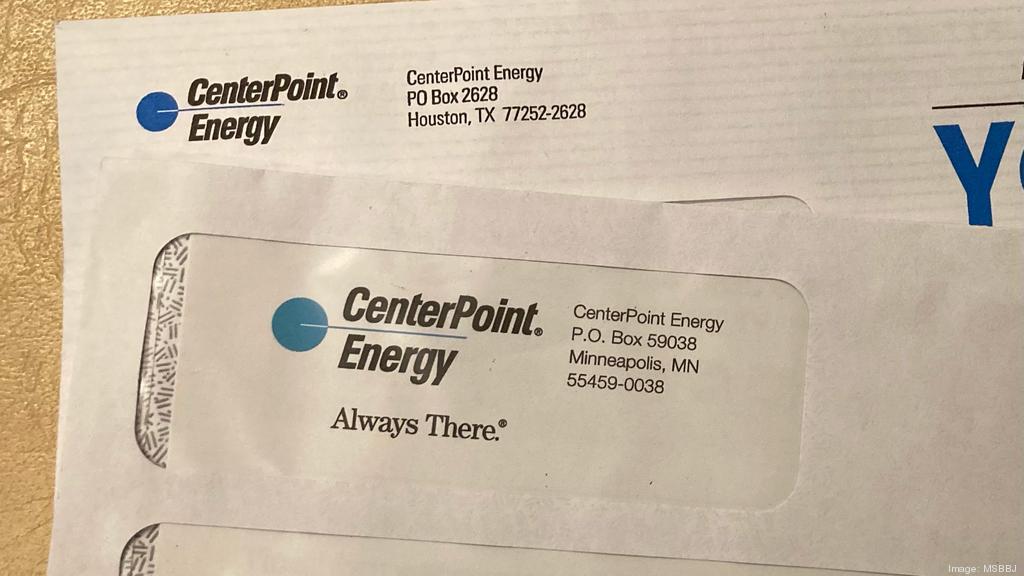 CenterPoint®
Energy
CenterPoint Energy
PO Box 2628
Houston, TX 77252-2628
CenterPoint®
Energy
Always There.®
CenterPoint Energy
P.O. Box 59038
Minneapolis, MN
55459-0038
Image: MSBBJ